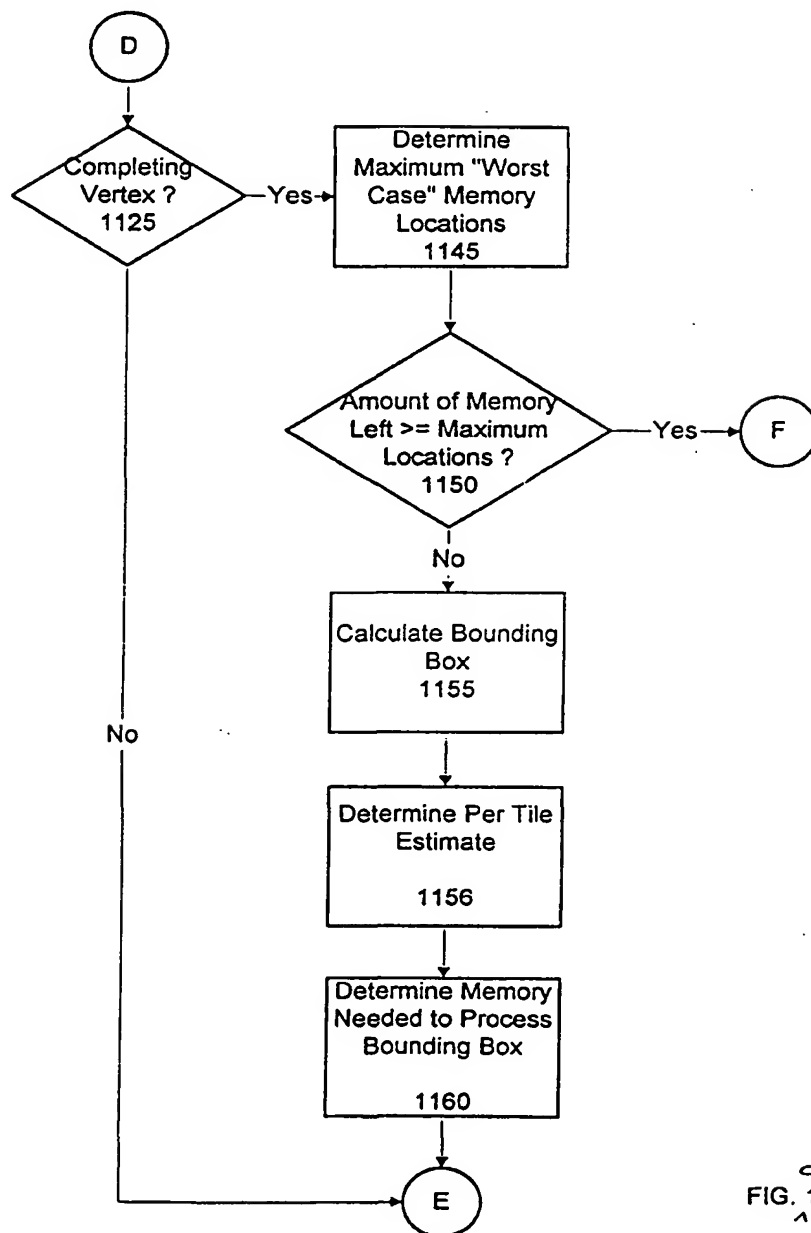 D
Completing
Vertex ?
1125
Yes
Determine
Maximum "Worst
Case" Memory
Locations
1145
Amount of Memory
Left >= Maximum
Locations ?
1150
Yes
F
No
Calculate Bounding
Box
1155
No
Determine Per Tile
Estimate
1156
Determine Memory
Needed to Process
Bounding Box
1160
E
FIG.